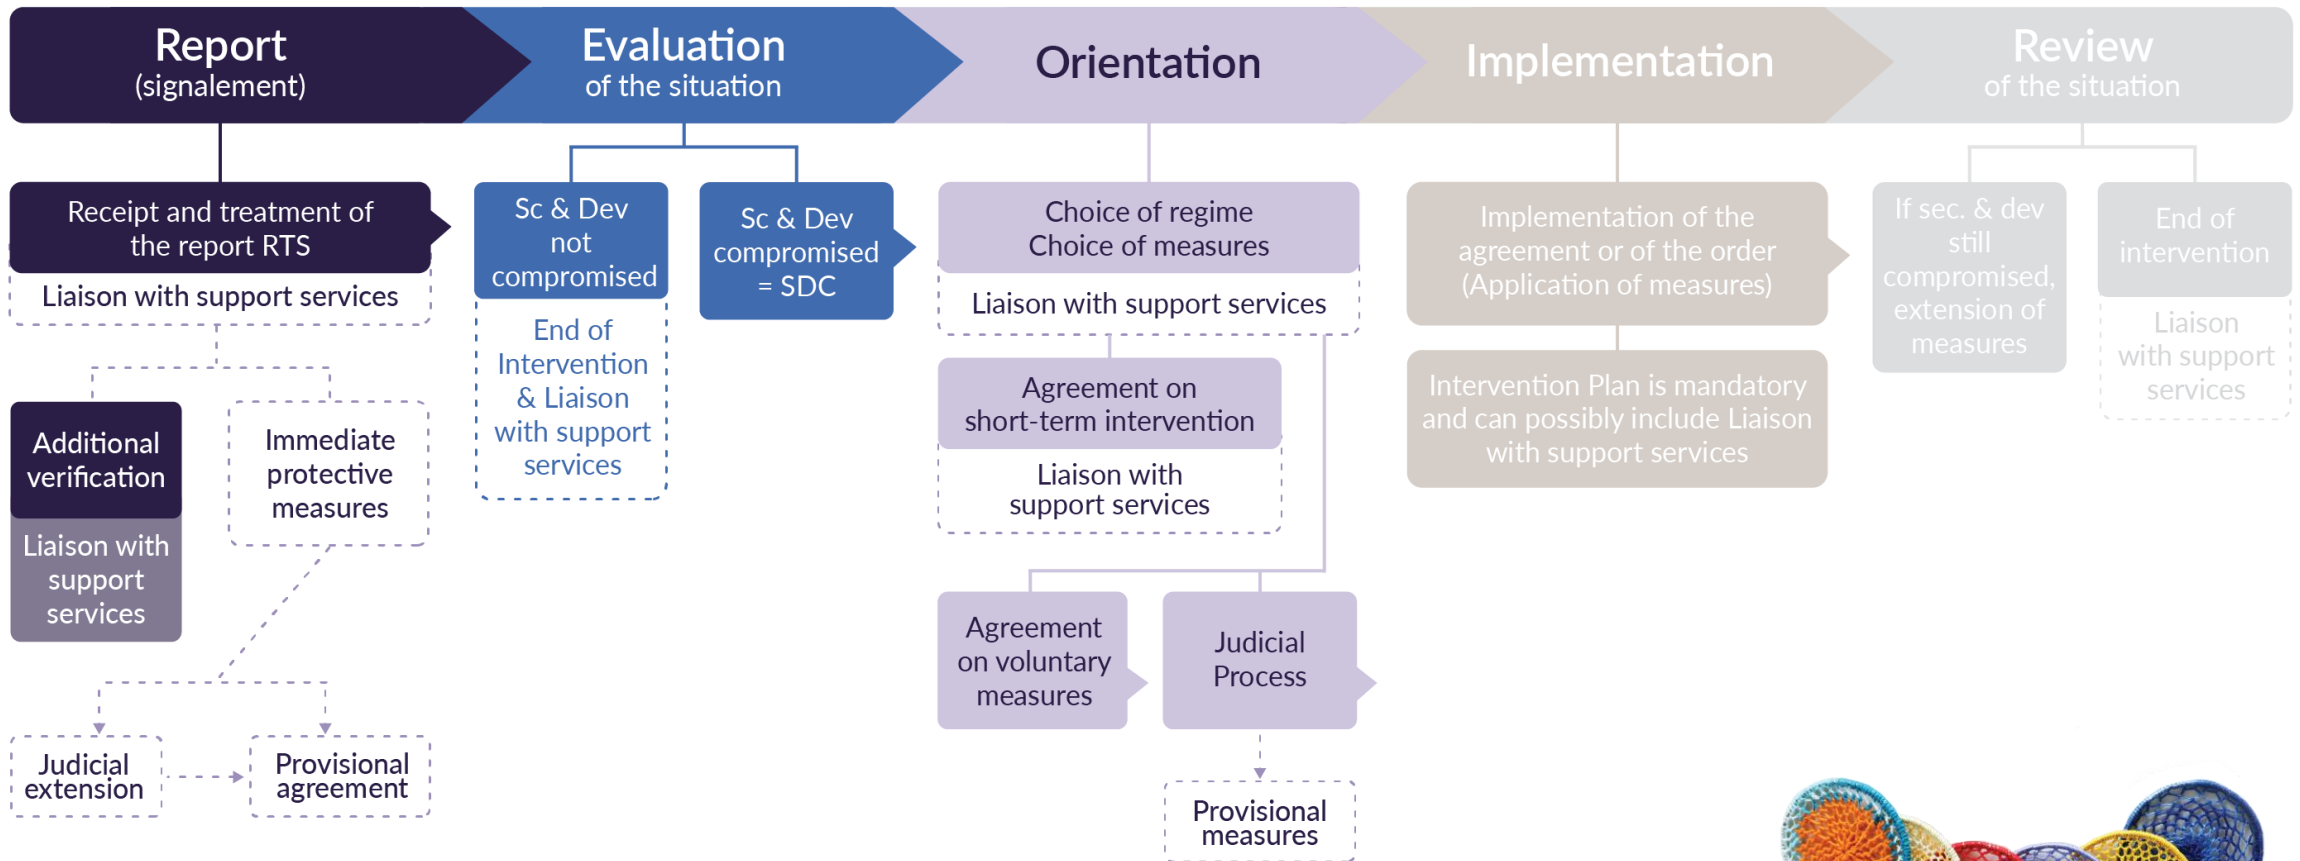 Report
(signalement)
Evaluation
of the situation
Orientation
Implementation
Review
of the situation
Receipt and treatment of
the report RTS
Liaison with support services
Additional
verification
Liaison with
support
services
Immediate
protective
measures
Judicial
extension
Provisional
agreement
Sc & Dev
not
compromised
End of
Intervention
& Liaison
with support
services
Sc & Dev
compromised
= SDC
Choice of regime
Choice of measures
Liaison with support services
Agreement on
short-term intervention
Liaison with
support services
Agreement
on voluntary
measures
Judicial
Process
Provisional
measures
Implementation of the
agreement or of the order
(Application of measures)
Intervention Plan is mandatory
and can possibly include Liaison
with support services
If sec. & dev
still
compromised,
extension of
measures
End of
intervention
Liaison
with support
services